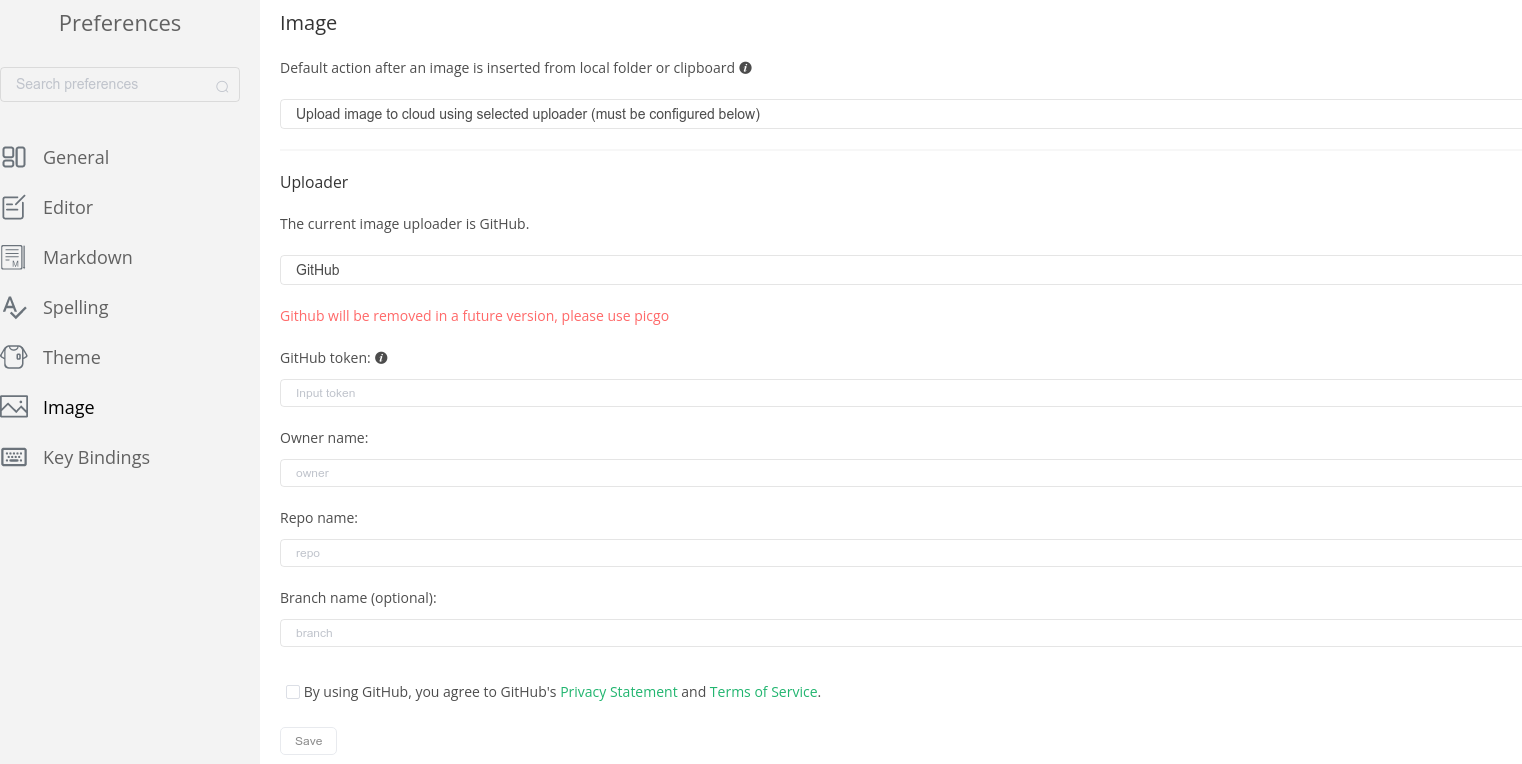 Preferences
Search preferences
General
Editor
Markdown
Spelling
Theme
Image
Key Bindings
Image
Default action after an image is inserted from local folder or clipboard
Upload image to cloud using selected uploader (must be configured below)
Uploader
The current image uploader is GitHub.
GitHub
Github will be removed in a future version, please use picgo
GitHub token:
Input token
Owner name:
owner
Repo name:
repo
Branch name (optional):
branch
By using GitHub, you agree to GitHub's Privacy Statement and Terms of Service.
Save